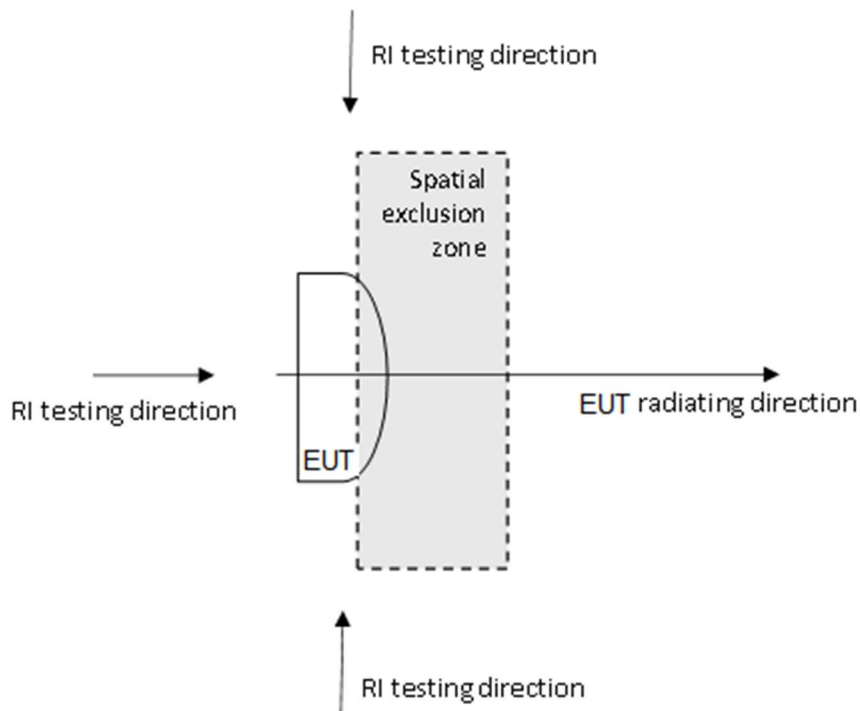 RI testing direction
Spatial
exclusion
zone
RI testing direction
EUT radiating direction
EUT
RI testing direction